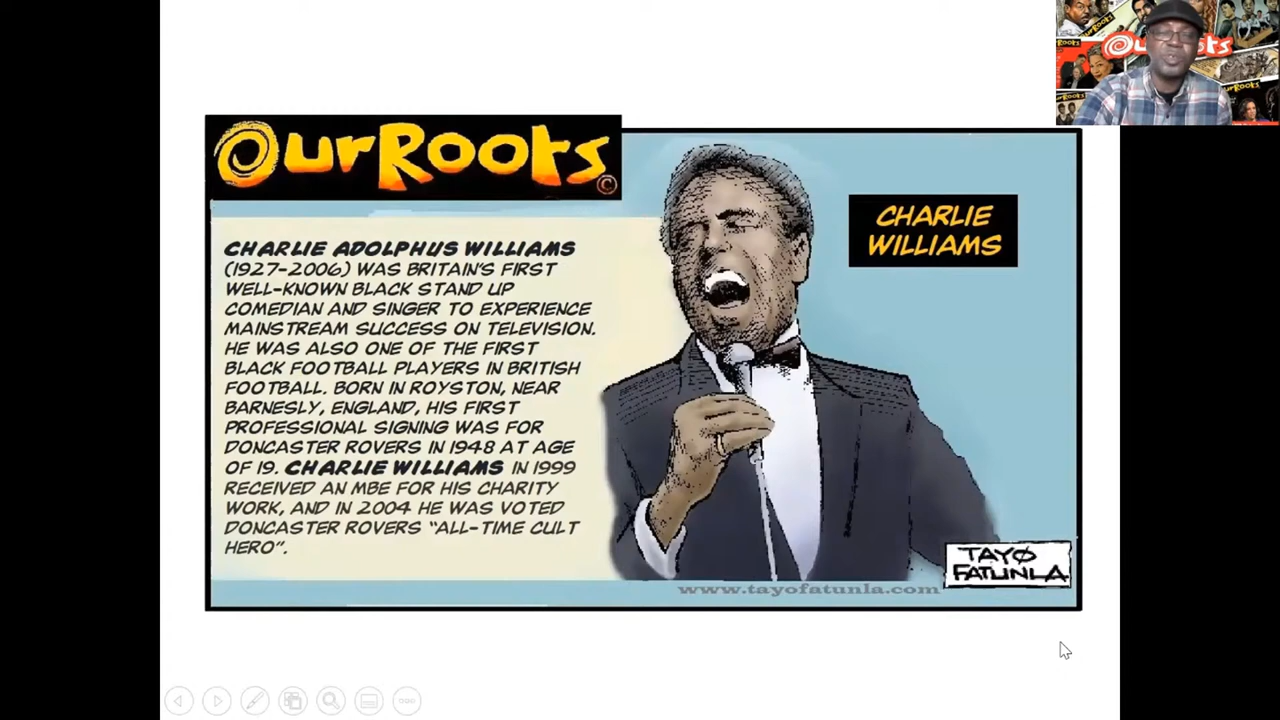 OurRoots
©
CHARLIE ADOLPHUS WILLIAMS
(1927-2006) WAS BRITAIN'S FIRST
WELL-KNOWN BLACK STAND UP
COMEDIAN AND SINGER TO EXPERIENCE
MAINSTREAM SUCCESS ON TELEVISION.
HE WAS ALSO ONE OF THE FIRST
BLACK FOOTBALL PLAYERS IN BRITISH
FOOTBALL. BORN IN ROYSTON, NEAR
BARNESLY, ENGLAND, HIS FIRST
PROFESSIONAL SIGNING WAS FOR
DONCASTER ROVERS IN 1948 AT AGE
OF 19. CHARLIE WILLIAMS IN 1999
RECEIVED AN MBE FOR HIS CHARITY
WORK, AND IN 2004 HE WAS VOTED
DONCASTER ROVERS "ALL-TIME CULT
HERO".
CHARLIE
WILLIAMS
TAYO
FATUNLA
www.tayofatunla.com
OurRoots